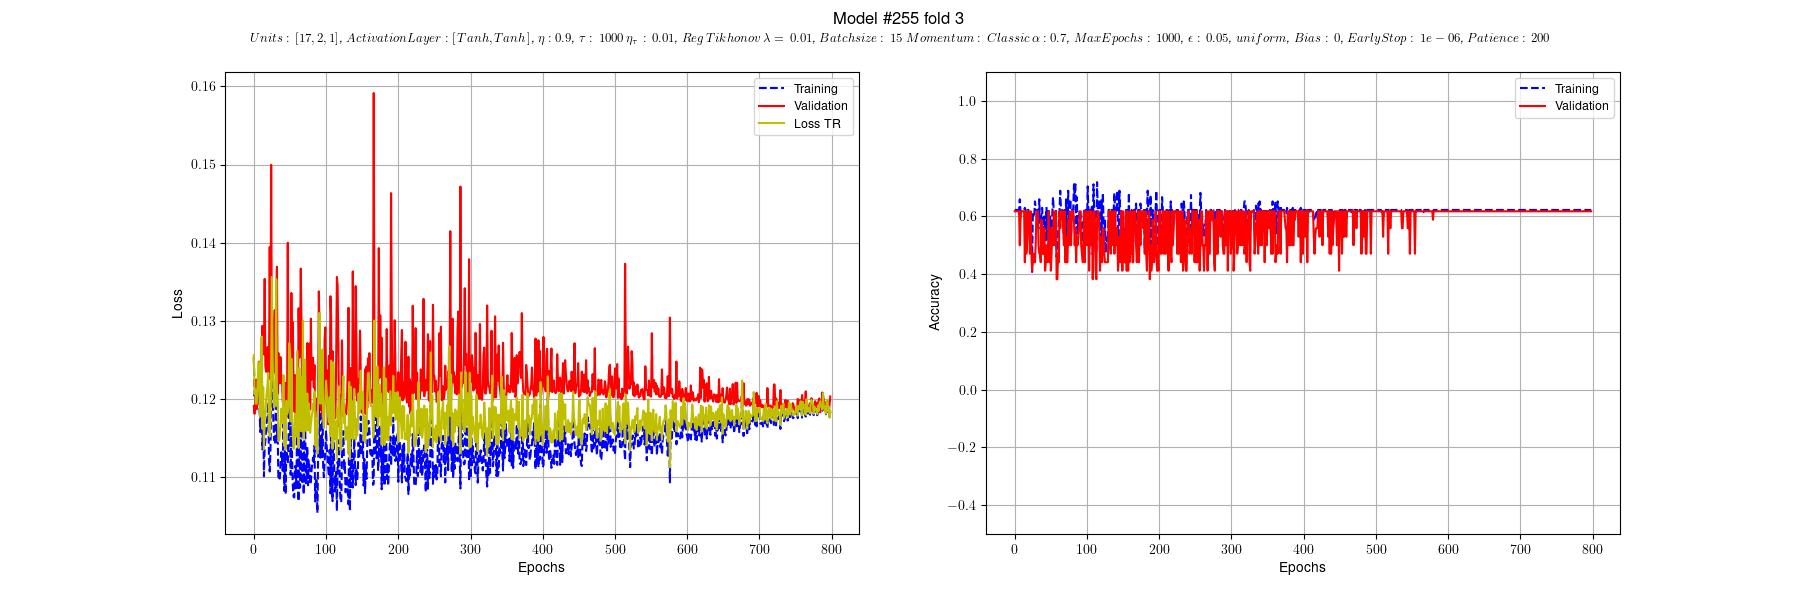 Model #255 fold 3
Units : [17, 2, 1], ActivationLayer : [Tanh, Tanh], η : 0.9, τ : 1000 η_τ : 0.01, Reg Tikhonov λ = 0.01, Batchsize : 15 Momentum : Classic α : 0.7, MaxEpochs : 1000, ϵ : 0.05, uniform, Bias : 0, EarlyStop : 1e − 06, Patience : 200
Loss
0.16
0.15
0.14
0.13
0.12
0.11
Training
Validation
Loss TR
0 100 200 300 400 500 600 700 800
Epochs
Accuracy
1.0
0.8
0.6
0.4
0.2
0.0
−0.2
−0.4
Training
Validation
0 100 200 300 400 500 600 700 800
Epochs